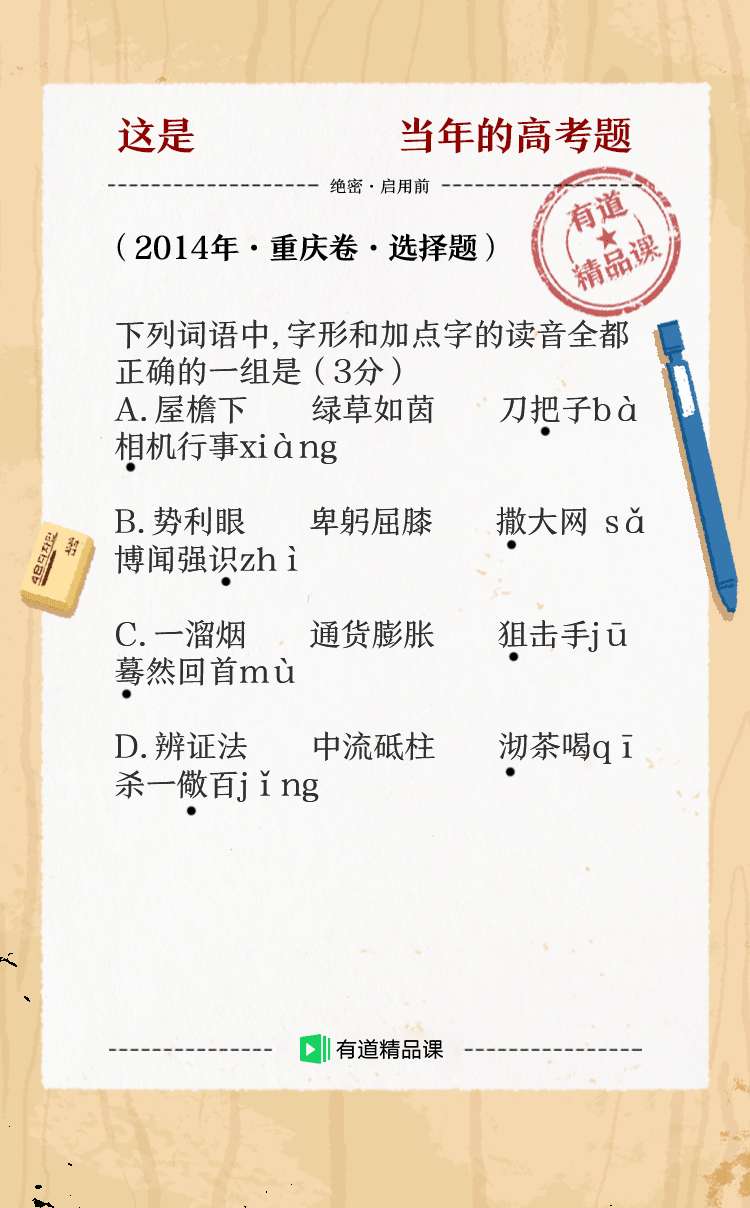 这是 当年的高考题
绝密·启用前
有道
精品课
（2014年·重庆卷·选择题）
下列词语中,字形和加点字的读音全都
正确的一组是（3分）
A.屋檐下 绿草如茵 刀把子bà
相机行事xiàng
B.势利眼 卑躬屈膝 撒大网 sǎ
博闻强识zhì
C.一溜烟 通货膨胀 狙击手jū
蓦然回首mù
D.辨证法 中流砥柱 沏茶喝qī
杀一儆百jǐng
有道精品课